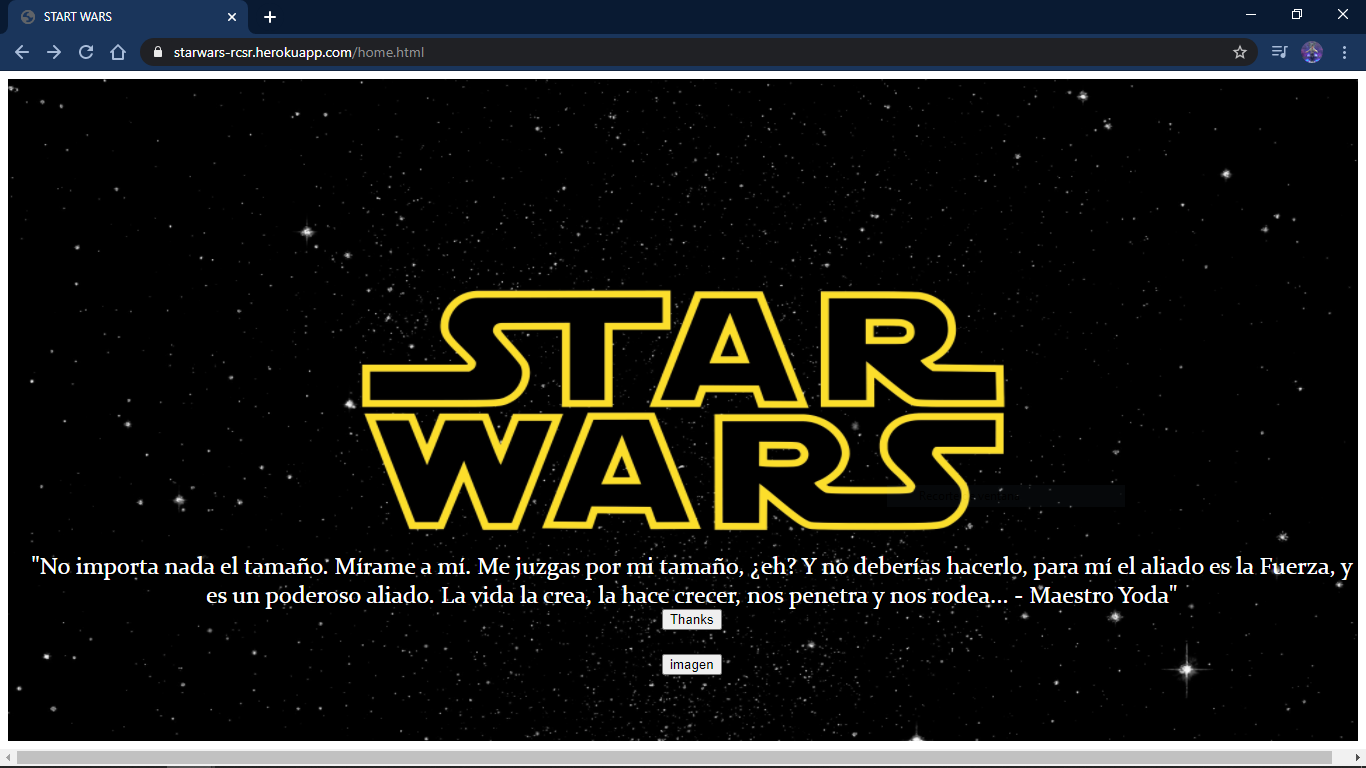 START WARS
starwars-rcsr.herokuapp.com/home.html
STAR
WARS
"No importa nada el tamaño. Mírame a mí. Me juzgas por mi tamaño, ¿eh? Y no deberías hacerlo, para mí el aliado es la Fuerza, y
es un poderoso aliado. La vida la crea, la hace crecer, nos penetra y nos rodea... - Maestro Yoda"
Thanks
imagen